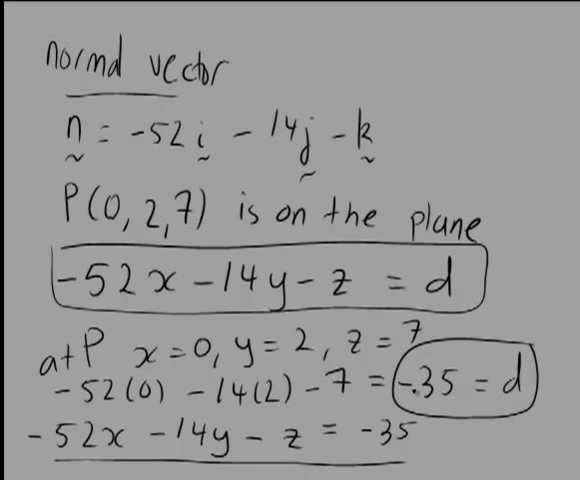 normal vector
n = -52i - 14j - k
P(0, 2, 7) is on the plane
-52x - 14y - z = d
at P x = 0, y = 2, z = 7
-52(0) - 14(2) - 7 = -35 = d
-52x - 14y - z = -35